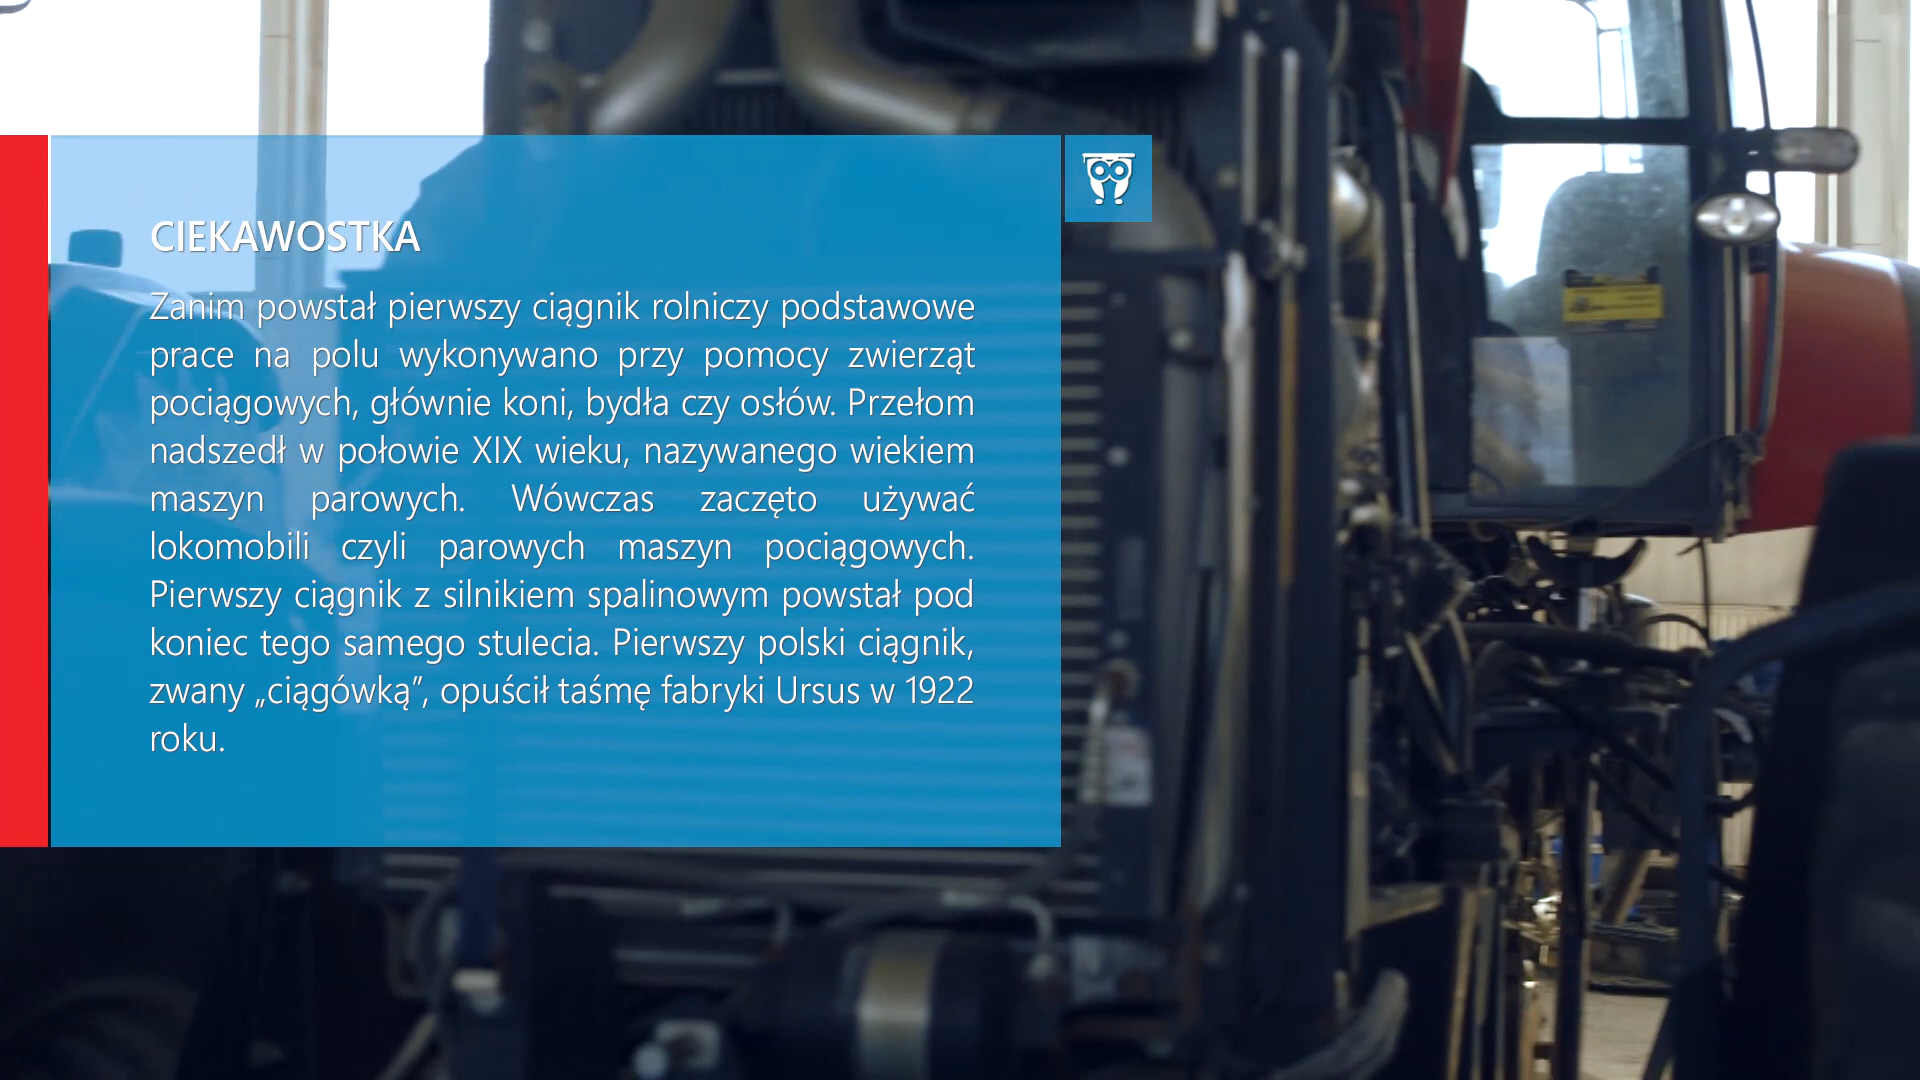 CIEKAWOSTKA
Zanim powstał pierwszy ciągnik rolniczy podstawowe
prace na polu wykonywano przy pomocy zwierząt
pociągowych, głównie koni, bydła czy osłów. Przełom
nadszedł w połowie XIX wieku, nazywanego wiekiem
maszyn parowych. Wówczas zaczęto używać
lokomobili czyli parowych maszyn pociągowych.
Pierwszy ciągnik z silnikiem spalinowym powstał pod
koniec tego samego stulecia. Pierwszy polski ciągnik,
zwany „ciągówką”, opuścił taśmę fabryki Ursus w 1922
roku.